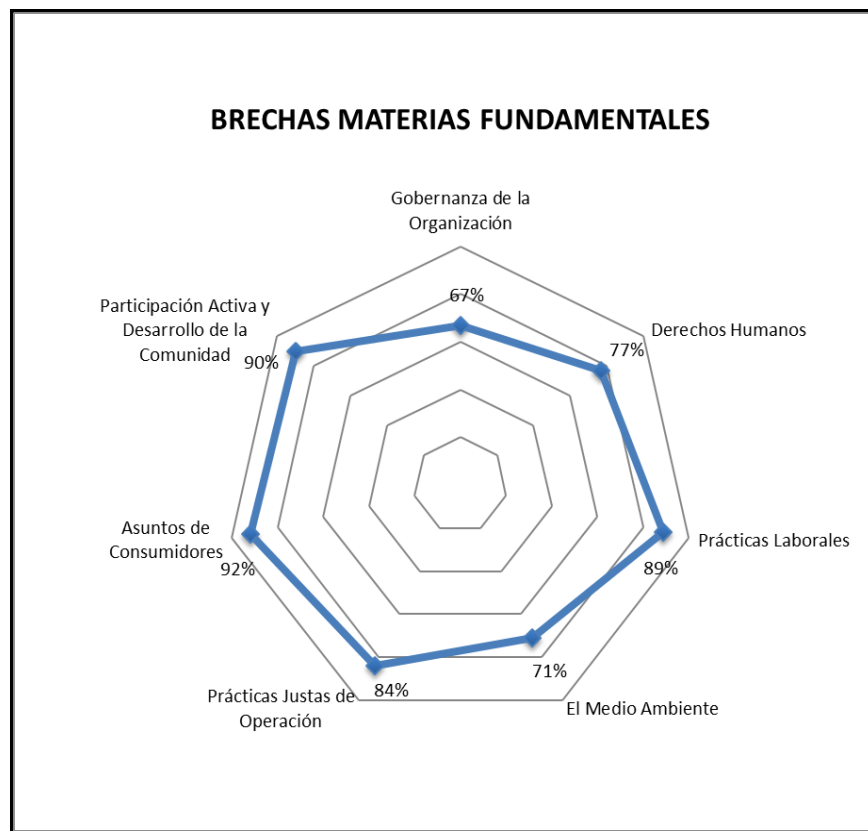 BRECHAS MATERIAS FUNDAMENTALES
Gobernanza de la
Organización
67%
Derechos Humanos
77%
Prácticas Laborales
89%
El Medio Ambiente
71%
Prácticas Justas de
Operación
84%
Asuntos de
Consumidores
92%
Participación Activa y
Desarrollo de la
Comunidad
90%